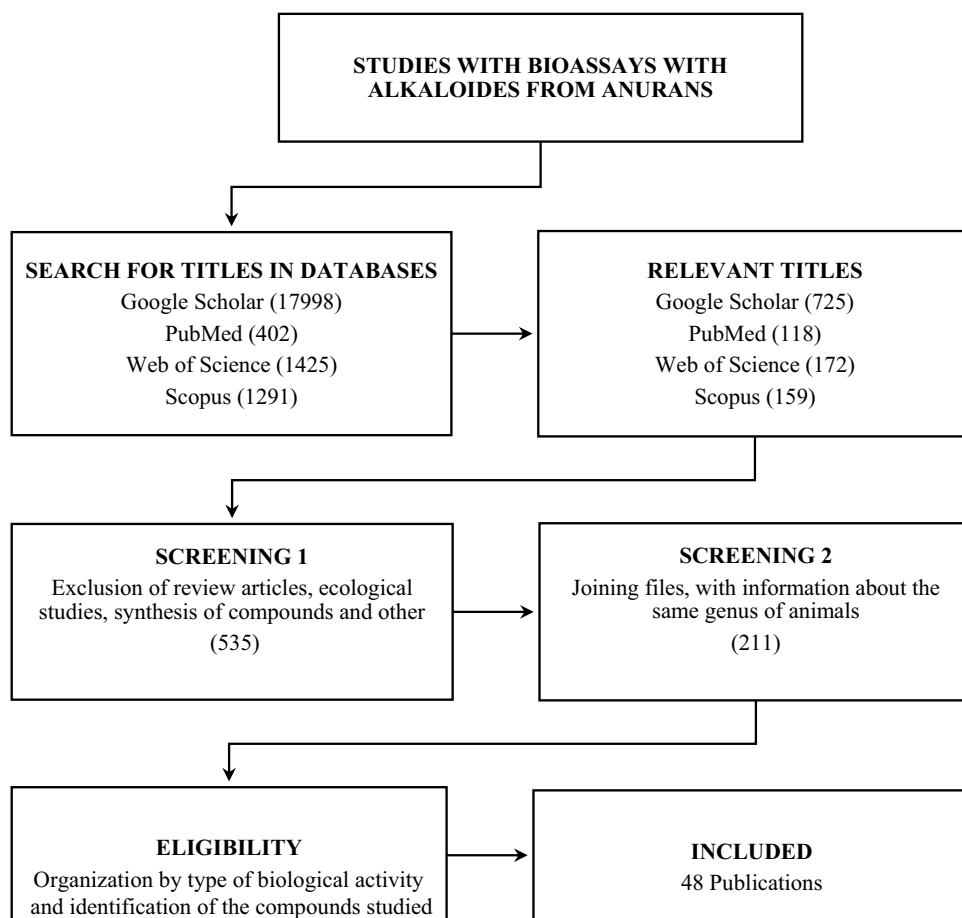 STUDIES WITH BIOASSAYS WITH
ALKALOIDES FROM ANURANS
SEARCH FOR TITLES IN DATABASES
Google Scholar (17998)
PubMed (402)
Web of Science (1425)
Scopus (1291)
RELEVANT TITLES
Google Scholar (725)
PubMed (118)
Web of Science (172)
Scopus (159)
SCREENING 1
Exclusion of review articles, ecological
studies, synthesis of compounds and other
(535)
SCREENING 2
Joining files, with information about the
same genus of animals
(211)
ELIGIBILITY
Organization by type of biological activity
and identification of the compounds studied
INCLUDED
48 Publications